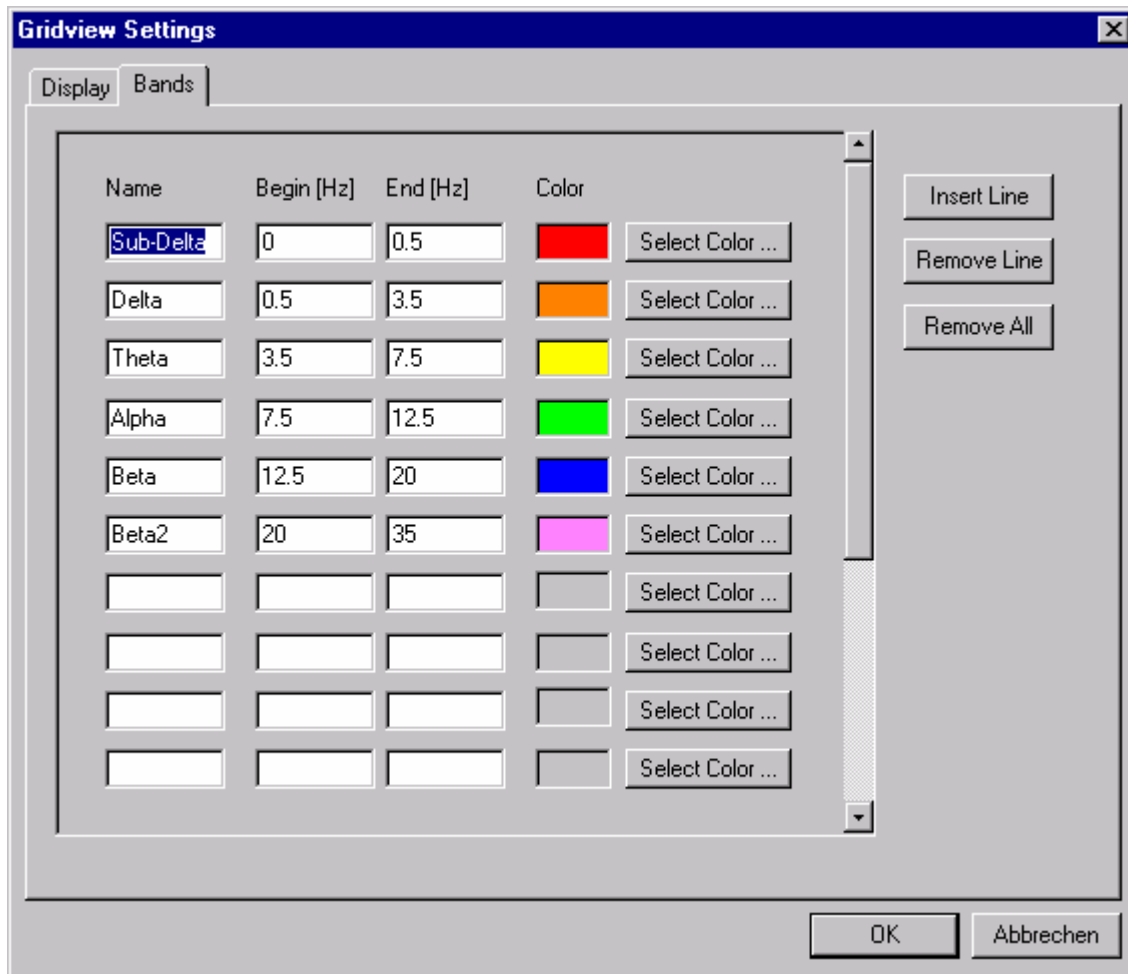 Gridview Settings
Display Bands
Name Begin [Hz] End [Hz] Color
Insert Line
Sub-Delta 0 0.5 Select Color ...
Remove Line
Delta 0.5 3.5 Select Color ...
Remove All
Theta 3.5 7.5 Select Color ...
Alpha 7.5 12.5 Select Color ...
Beta 12.5 20 Select Color ...
Beta2 20 35 Select Color ...
Select Color ...
Select Color ...
Select Color ...
Select Color ...
OK Abbrechen